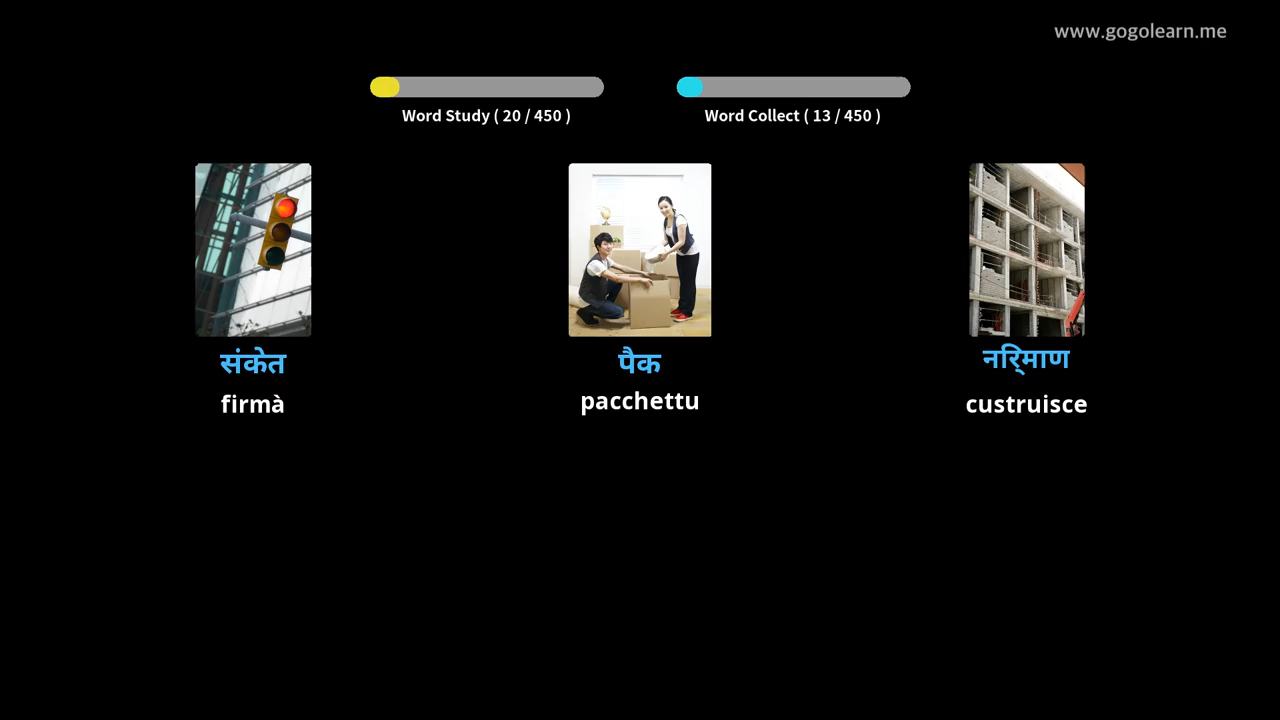 www.gogolearn.me
Word Study ( 20 / 450 )
Word Collect ( 13 / 450 )
संकेत
पैक
नर्िमाण
firmà
pacchettu
custruisce